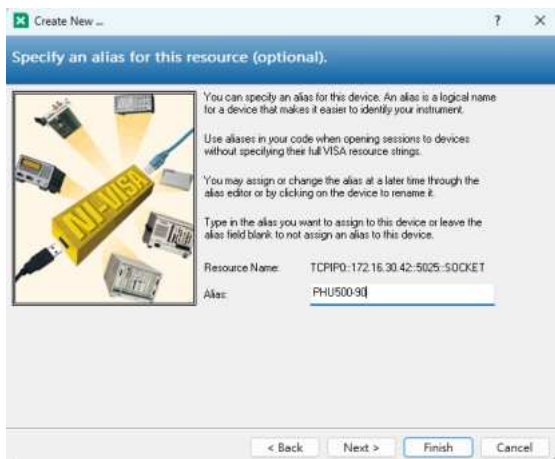 Create New ...
?
Specify an alias for this resource (optional).
NI-VISA
You can specify an alias for this device. An alias is a logical name
for a device that makes it easier to identify your instrument.
Use aliases in your code when opening sessions to devices
without specifying their full VISA resource strings.
You may assign or change the alias at a later time through the
alias editor or by clicking on the device to rename it.
Type in the alias you want to assign to this device or leave the
alias field blank to not assign an alias to this device.
Resource Name: TCPIP0::172.16.30.42::5025::SOCKET
Alias: PHU500-90
< Back Next > Finish Cancel